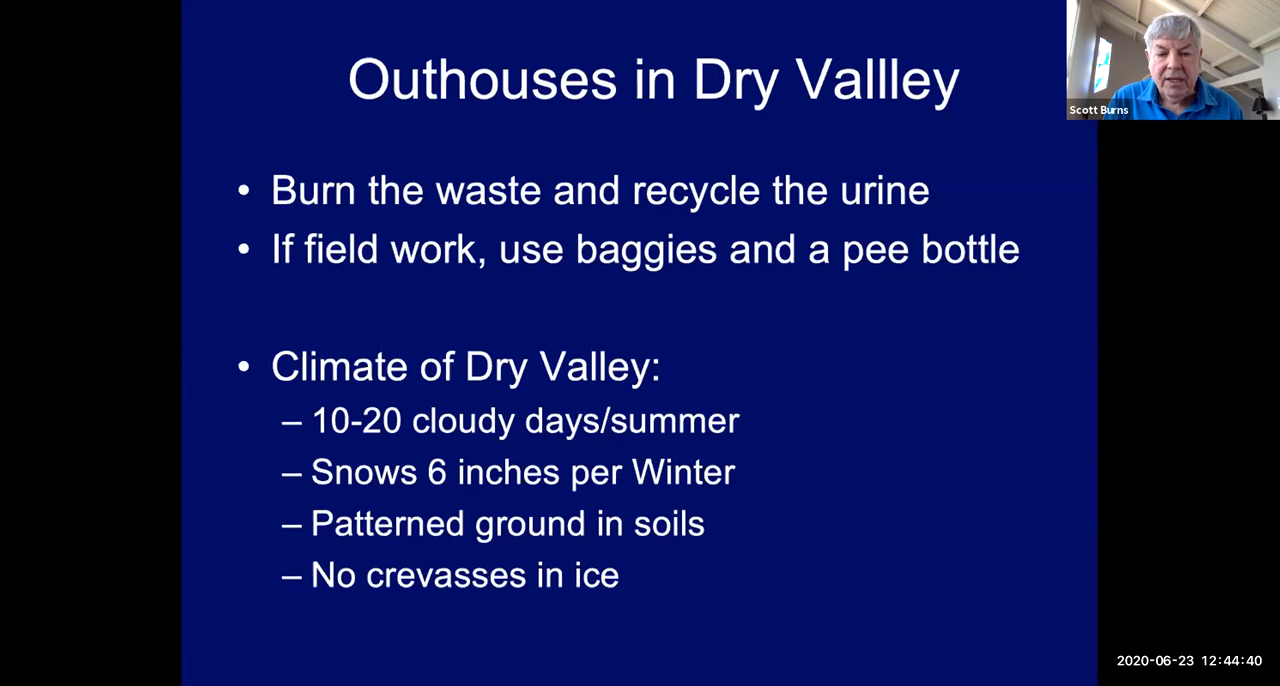 Outhouses in Dry Vallley
Scott Burns
• Burn the waste and recycle the urine
• If field work, use baggies and a pee bottle
• Climate of Dry Valley:
– 10-20 cloudy days/summer
– Snows 6 inches per Winter
– Patterned ground in soils
– No crevasses in ice
2020-06-23 12:44:40